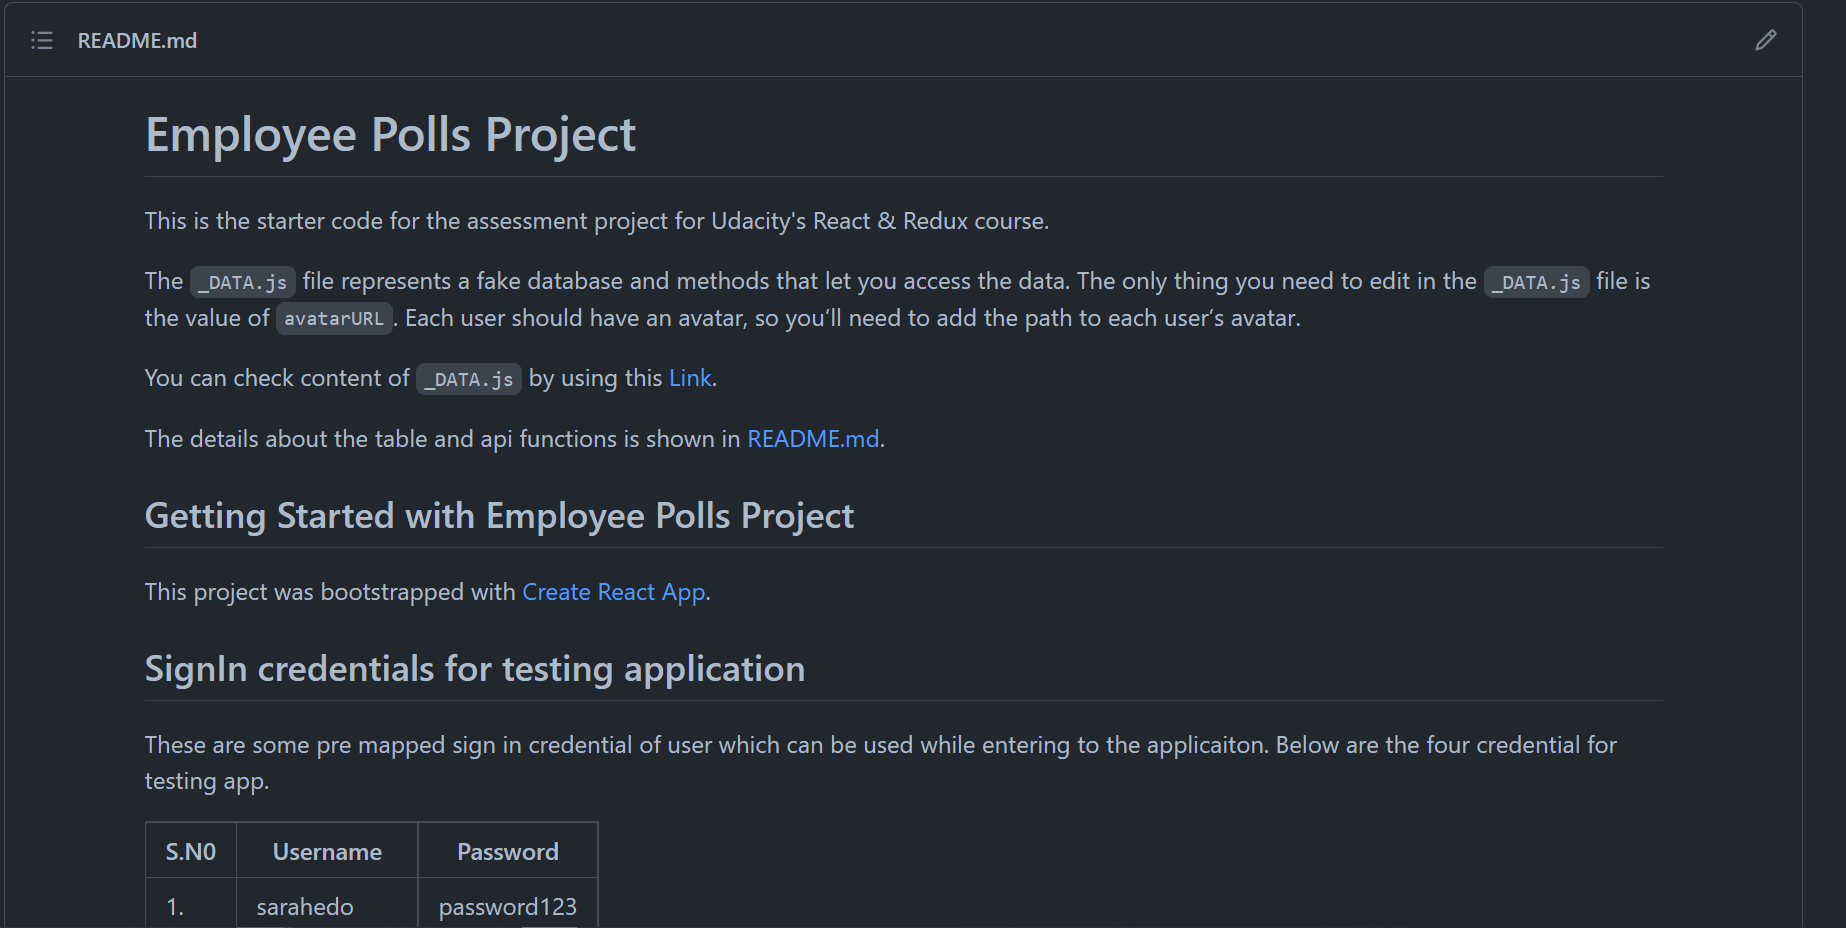 README.md
Employee Polls Project
This is the starter code for the assessment project for Udacity's React & Redux course.
The _DATA.js file represents a fake database and methods that let you access the data. The only thing you need to edit in the _DATA.js file is
the value of avatarURL. Each user should have an avatar, so you’ll need to add the path to each user’s avatar.
You can check content of _DATA.js by using this Link.
The details about the table and api functions is shown in README.md.
Getting Started with Employee Polls Project
This project was bootstrapped with Create React App.
SignIn credentials for testing application
These are some pre mapped sign in credential of user which can be used while entering to the applicaiton. Below are the four credential for
testing app.
S.N0 Username Password
1. sarahedo password123